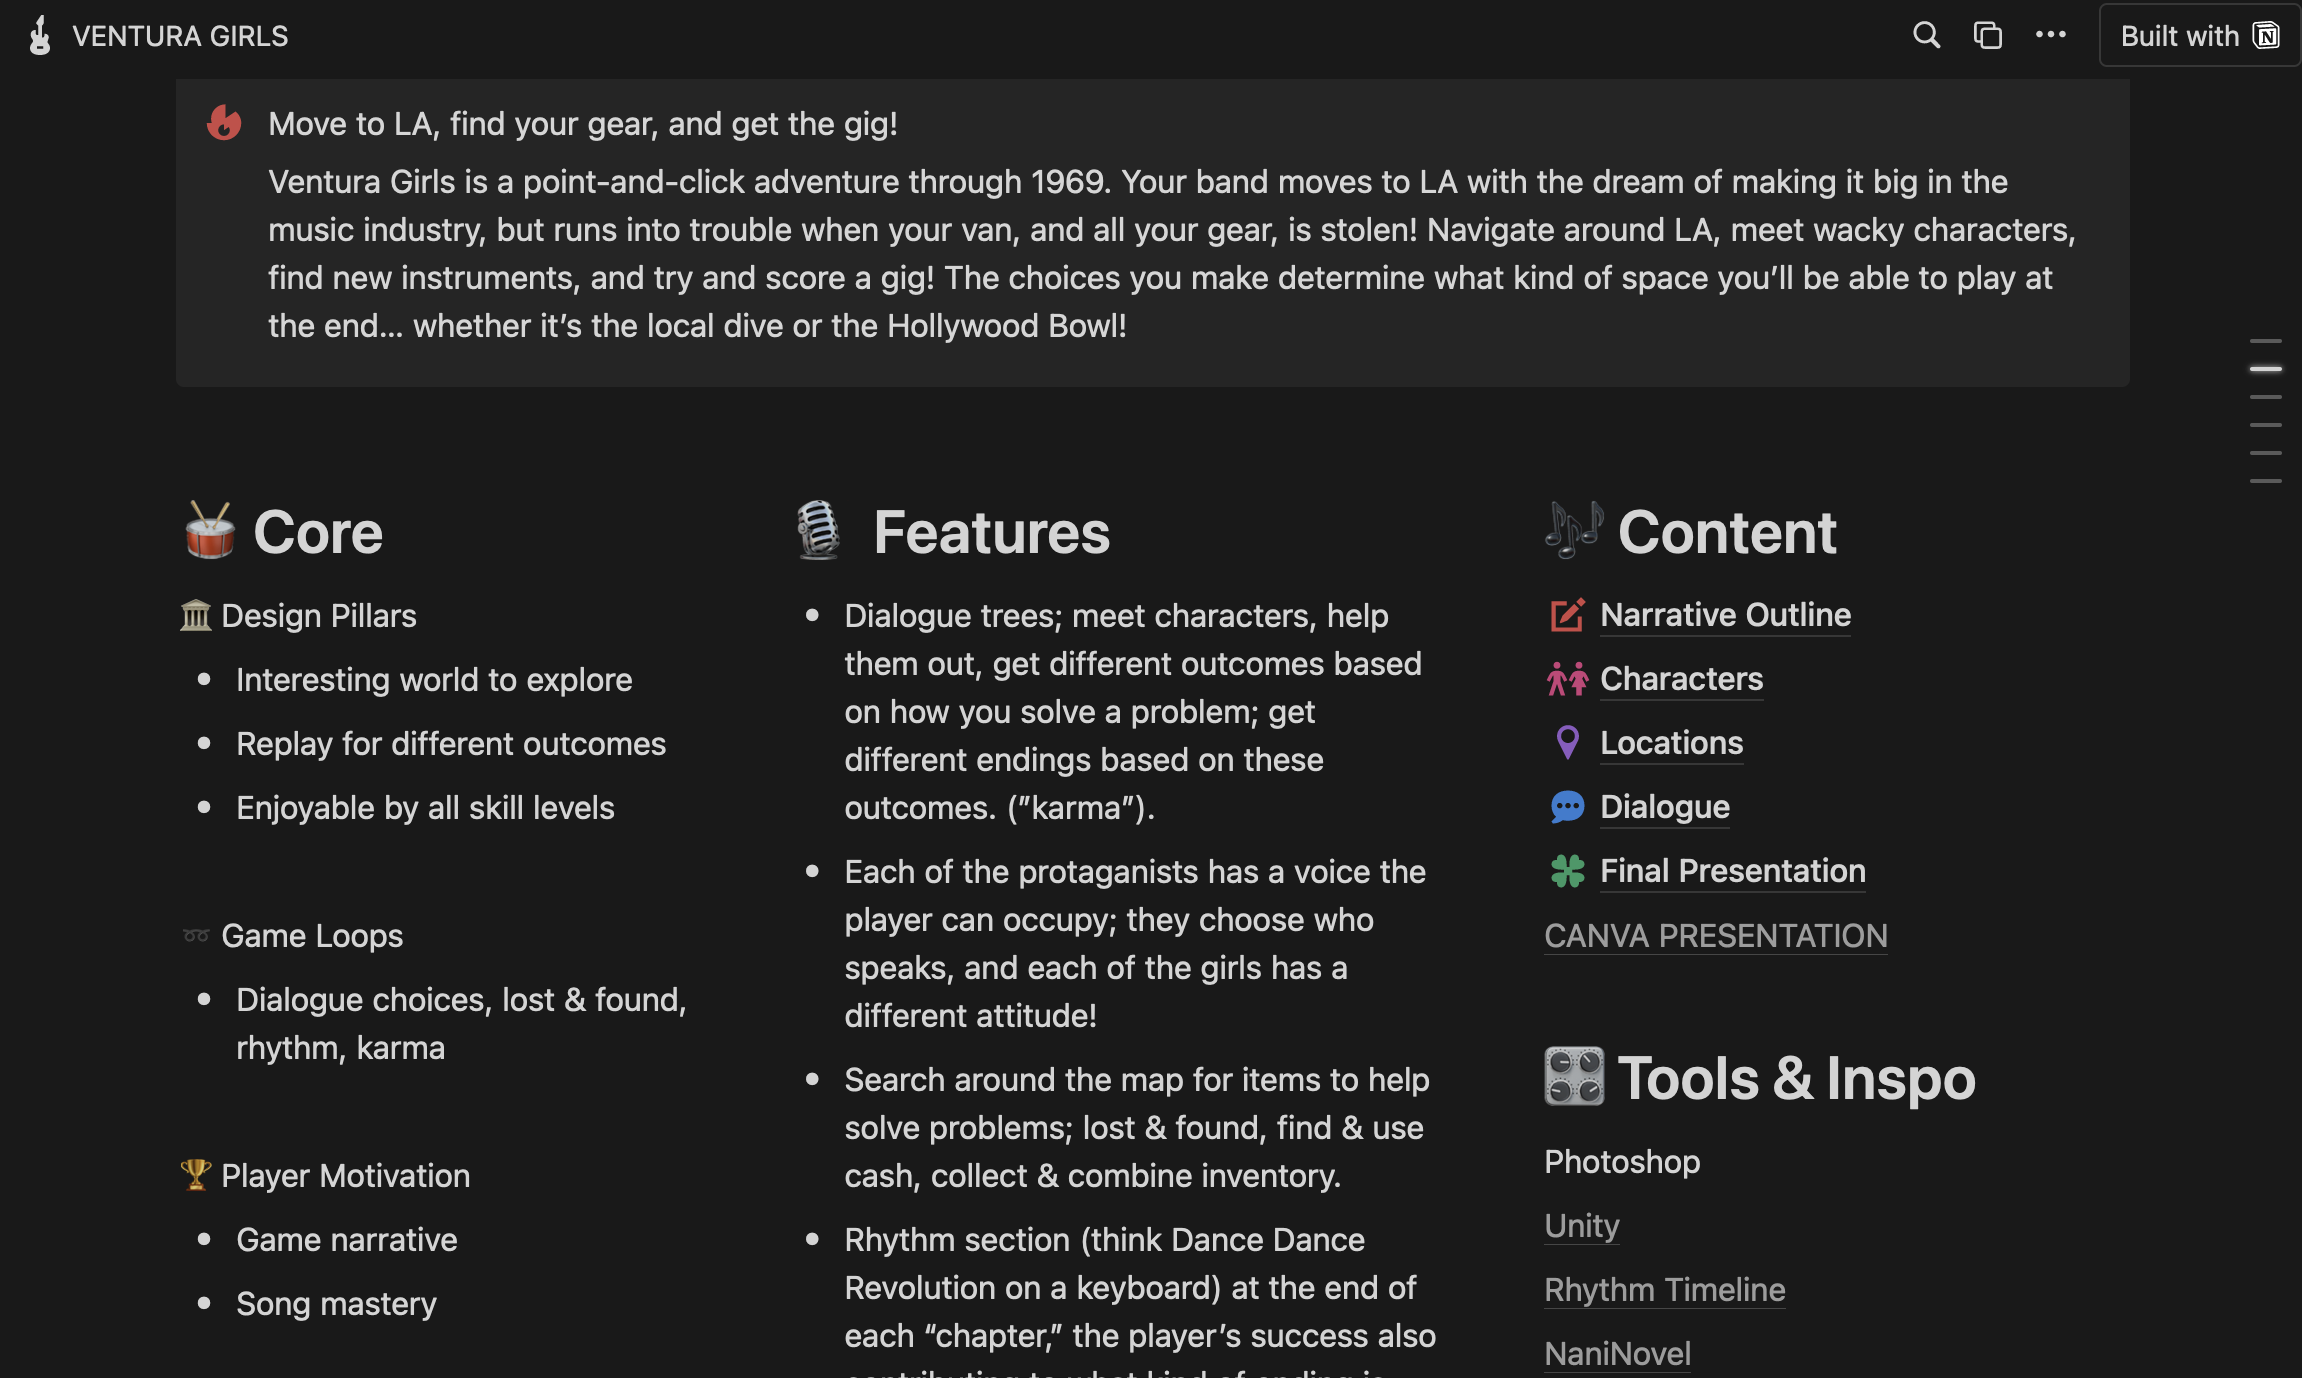 VENTURA GIRLS
Built with
Move to LA, find your gear, and get the gig!
Ventura Girls is a point-and-click adventure through 1969. Your band moves to LA with the dream of making it big in the
music industry, but runs into trouble when your van, and all your gear, is stolen! Navigate around LA, meet wacky characters,
find new instruments, and try and score a gig! The choices you make determine what kind of space you’ll be able to play at
the end... whether it’s the local dive or the Hollywood Bowl!
Core
Design Pillars
• Interesting world to explore
• Replay for different outcomes
• Enjoyable by all skill levels
Game Loops
• Dialogue choices, lost & found,
rhythm, karma
Player Motivation
• Game narrative
• Song mastery
Features
• Dialogue trees; meet characters, help
them out, get different outcomes based
on how you solve a problem; get
different endings based on these
outcomes. (”karma”).
• Each of the protaganists has a voice the
player can occupy; they choose who
speaks, and each of the girls has a
different attitude!
• Search around the map for items to help
solve problems; lost & found, find & use
cash, collect & combine inventory.
• Rhythm section (think Dance Dance
Revolution on a keyboard) at the end of
each “chapter,” the player’s success also
contributing to what kind of ending is
Content
Narrative Outline
Characters
Locations
Dialogue
Final Presentation
CANVA PRESENTATION
Tools & Inspo
Photoshop
Unity
Rhythm Timeline
NaniNovel